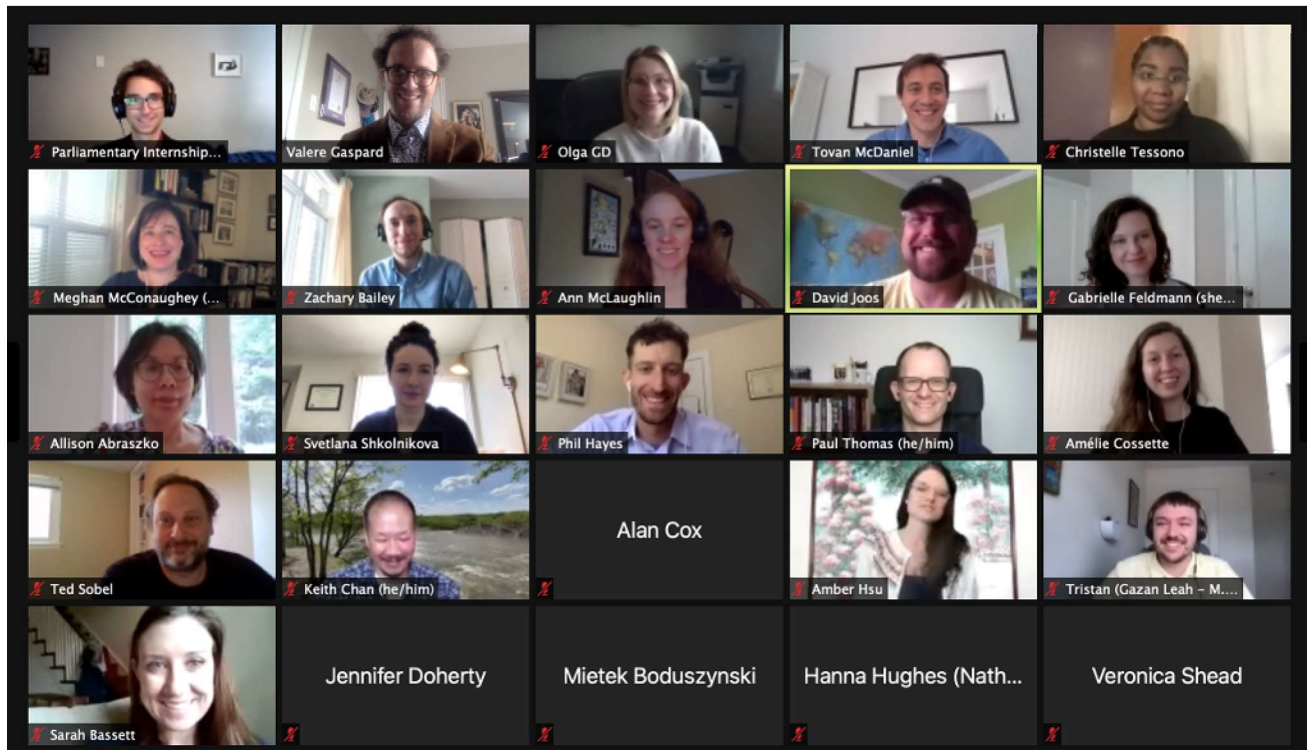 Parliamentary Internship...
Valere Gaspard
Olga GD
Tovan McDaniel
Christelle Tessono
Meghan McConaughey (...
Zachary Bailey
Ann McLaughlin
David Joos
Gabrielle Feldmann (she...
Allison Abraszko
Svetlana Shkolnikova
Phil Hayes
Paul Thomas (he/him)
Amélie Cossette
Ted Sobel
Keith Chan (he/him)
Alan Cox
Amber Hsu
Tristan (Gazan Leah – M....
Sarah Bassett
Jennifer Doherty
Mietek Boduszynski
Hanna Hughes (Nath...
Veronica Shead